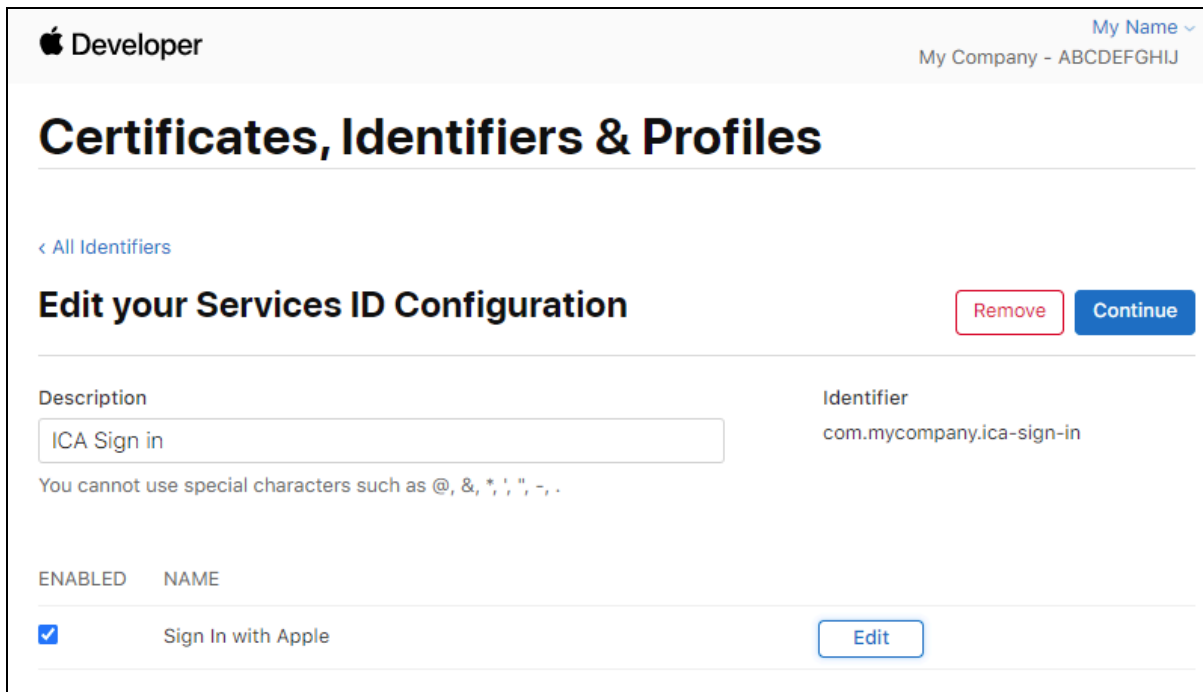 Developer
My Name
My Company - ABCDEFGHIJ
Certificates, Identifiers & Profiles
< All Identifiers
Edit your Services ID Configuration
Remove
Continue
Description
Identifier
ICA Sign in
com.mycompany.ica-sign-in
You cannot use special characters such as @, &, *, ', ", -, .
ENABLED NAME
Sign In with Apple
Edit